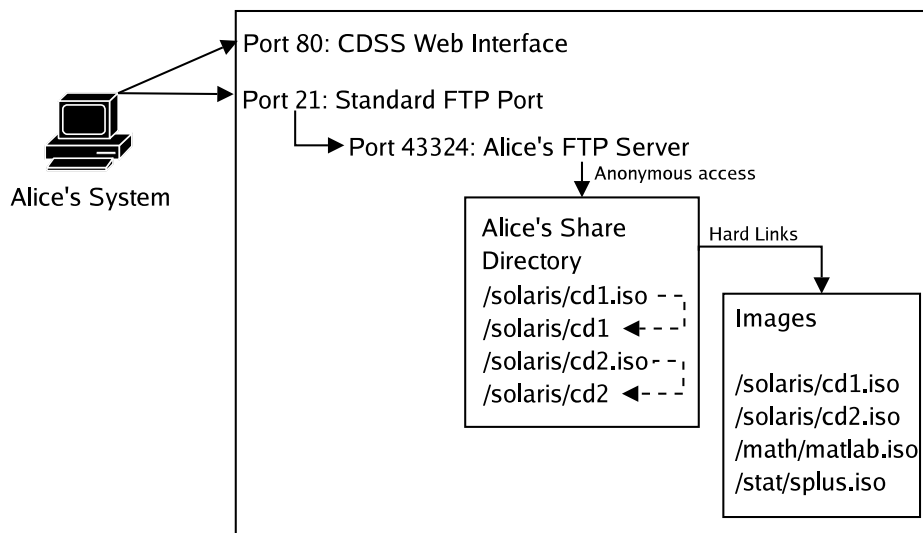 Port 80: CDSS Web Interface
Port 21: Standard FTP Port
Port 43324: Alice's FTP Server
Alice's System
Anonymous access
Alice's Share
Directory
/solaris/cd1.iso
/solaris/cd1
/solaris/cd2.iso
/solaris/cd2
Hard Links
Images
/solaris/cd1.iso
/solaris/cd2.iso
/math/matlab.iso
/stat/splus.iso